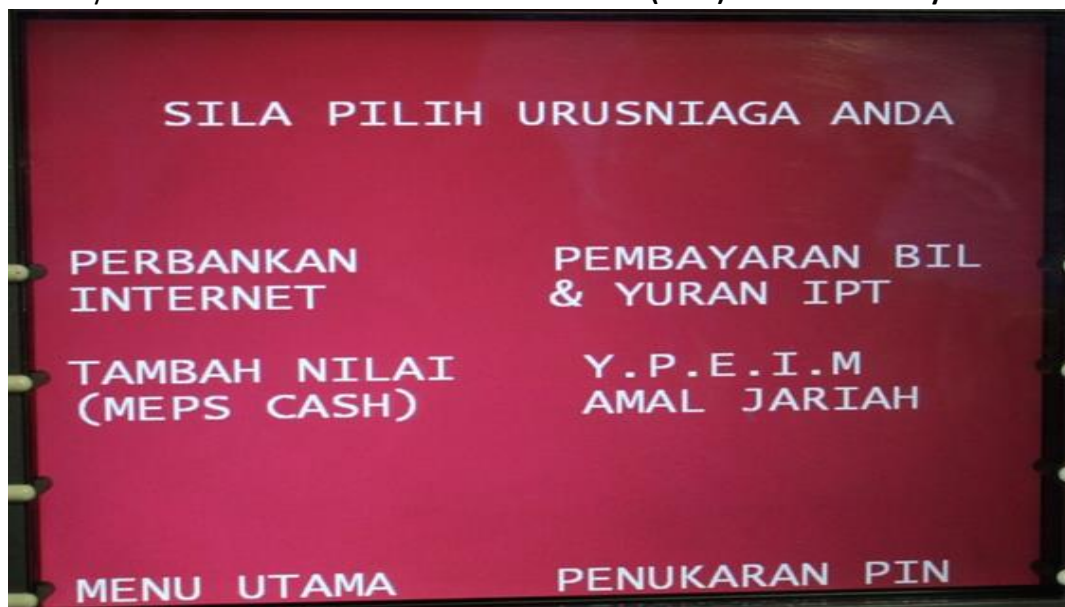 SILA PILIH URUSNIAGA ANDA
PERBANKAN
INTERNET
PEMBAYARAN BIL
& YURAN IPT
TAMBAH NILAI
(MEPS CASH)
Y.P.E.I.M
AMAL JARIAH
MENU UTAMA
PENUKARAN PIN